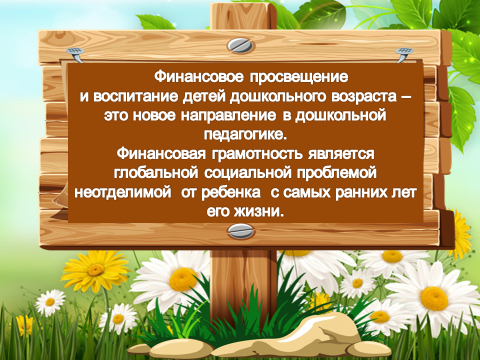 Финансовое просвещение
и воспитание детей дошкольного возраста –
это новое направление в дошкольной
педагогике.
Финансовая грамотность является
глобальной социальной проблемой
неотделимой от ребенка с самых ранних лет
его жизни.